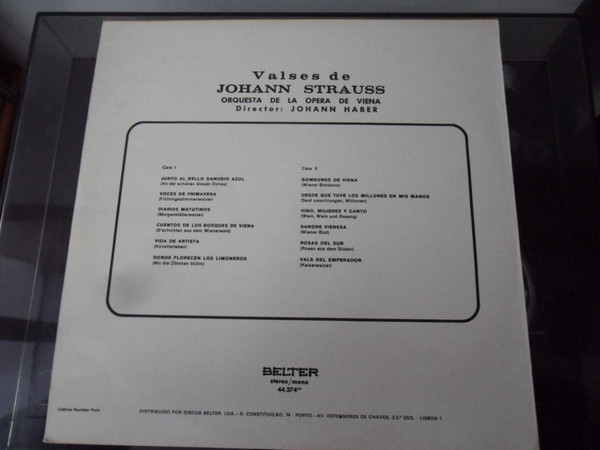 Valses de
JOHANN STRAUSS
ORQUESTA DE LA OPERA DE VIENA
Director: JOHANN HABER
Cara I
JUNTO AL BELLO DANUBIO AZUL
(An der schönen blauen Donau)
VOCES DE PRIMAVERA
(Frühlingsstimmenwalzer)
DIARIOS MATUTINOS
(Morgenblätterwalzer)
CUENTOS DE LOS BOSQUES DE VIENA
(G'schichten aus dem Wienerwald)
VIDA DE ARTISTA
(Künstlerleben)
DONDE FLORECEN LOS LIMONEROS
(Wo die Zitronen blühn)
Cara II
BOMBONES DE VIENA
(Wiener Bonbons)
DESDE QUE TUVE LOS MILLONES EN MIS MANOS
(Seid umschlungen, Millionen)
VINO, MUJERES Y CANTO
(Wein, Weib und Gesang)
SANGRE VIENESA
(Wiener Blut)
ROSAS DEL SUR
(Rosen aus dem Süden)
VALS DEL EMPERADOR
(Kaiserwalzer)
BELTER
stereo/mono
44.374
Porto
DISTRIBUÍDO POR DISCOS BELTER, LDA. - R. CONSTITUIÇÃO, 74 - PORTO - AV. DEFENSORES DE CHAVES, - LISBOA 1